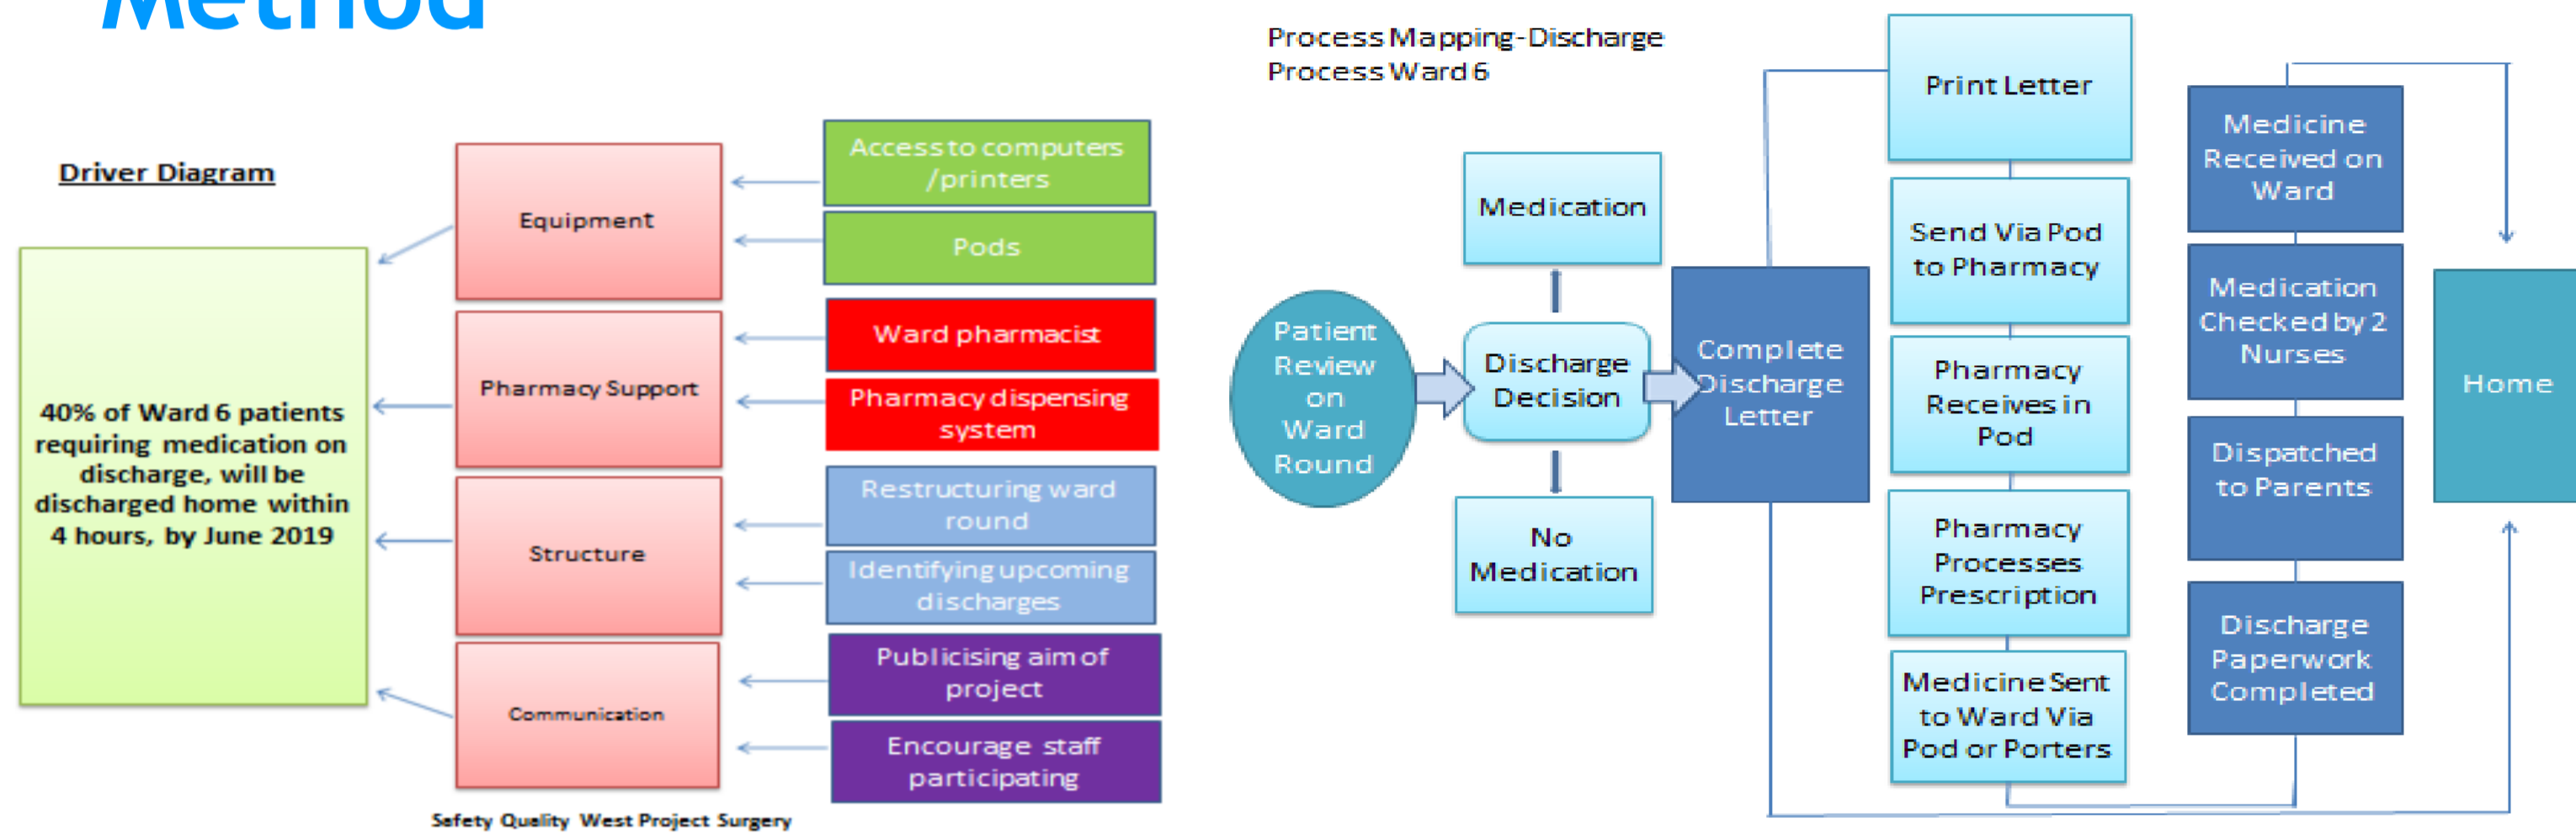 Method
Driver Diagram
40% of Ward 6 patients
requiring medication on
discharge, will be
discharged home within
4 hours, by June 2019
Equipment
Pharmacy Support
Structure
Communication
Access to computers
/printers
Pods
Ward pharmacist
Pharmacy dispensing
system
Restructuring ward
round
Identifying upcoming
discharges
Publicising aim of
project
Encourage staff
participating
Safety Quality West Project Surgery
Process Mapping-Discharge
Process Ward 6
Patient
Review
on
Ward
Round
Medication
Discharge
Decision
No
Medication
Complete
Discharge
Letter
Print Letter
Send Via Pod
to Pharmacy
Pharmacy
Receives in
Pod
Pharmacy
Processes
Prescription
Medicine Sent
to Ward Via
Pod or Porters
Medicine
Received on
Ward
Medication
Checked by 2
Nurses
Dispatched
to Parents
Discharge
Paperwork
Completed
Home